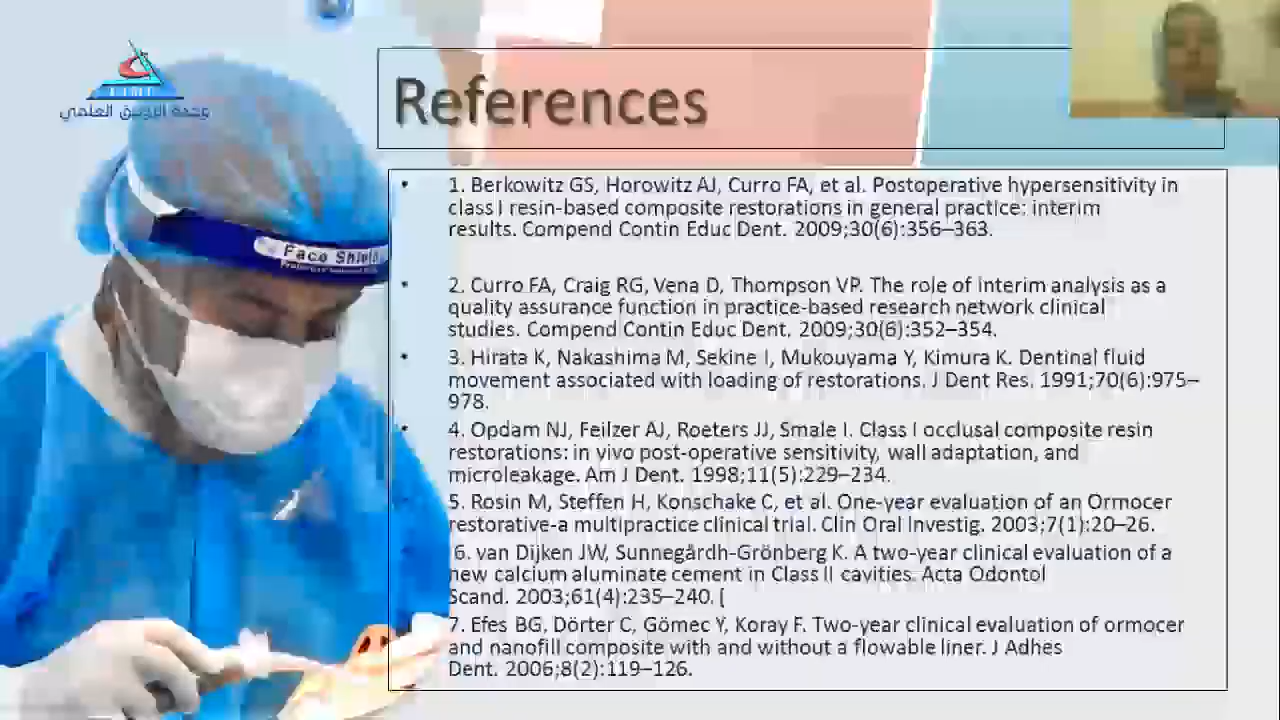 وحدة التوثيق العلمي
References
Face Shield
• 1. Berkowitz GS, Horowitz AJ, Curro FA, et al. Postoperative hypersensitivity in
class I resin-based composite restorations in general practice: interim
results. Compend Contin Educ Dent. 2009;30(6):356–363.
• 2. Curro FA, Craig RG, Vena D, Thompson VP. The role of interim analysis as a
quality assurance function in practice-based research network clinical
studies. Compend Contin Educ Dent. 2009;30(6):352–354.
• 3. Hirata K, Nakashima M, Sekine I, Mukouyama Y, Kimura K. Dentinal fluid
movement associated with loading of restorations. J Dent Res. 1991;70(6):975–
978.
• 4. Opdam NJ, Feilzer AJ, Roeters JJ, Smale I. Class I occlusal composite resin
restorations: in vivo post-operative sensitivity, wall adaptation, and
microleakage. Am J Dent. 1998;11(5):229–234.
5. Rosin M, Steffen H, Konschake C, et al. One-year evaluation of an Ormocer
restorative-a multipractice clinical trial. Clin Oral Investig. 2003;7(1):20–26.
6. van Dijken JW, Sunnegårdh-Grönberg K. A two-year clinical evaluation of a
new calcium aluminate cement in Class II cavities. Acta Odontol
Scand. 2003;61(4):235–240. [
7. Efes BG, Dörter C, Gömec Y, Koray F. Two-year clinical evaluation of ormocer
and nanofill composite with and without a flowable liner. J Adhes
Dent. 2006;8(2):119–126.